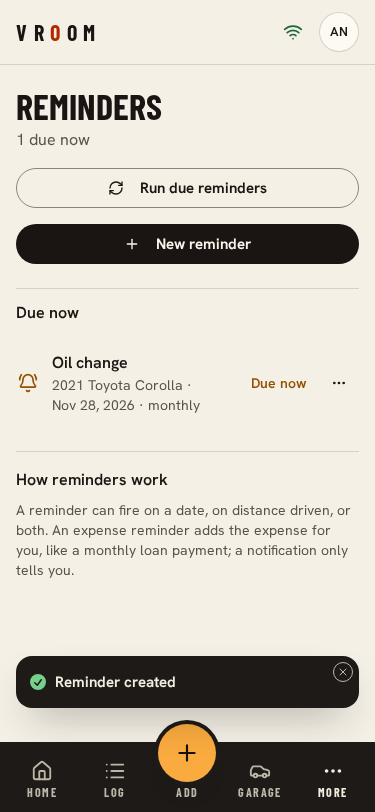 VROOM
AN
REMINDERS
1 due now
Run due reminders
New reminder
Due now
Oil change
2021 Toyota Corolla ·
Nov 28, 2026 · monthly
Due now
How reminders work
A reminder can fire on a date, on distance driven, or
both. An expense reminder adds the expense for
you, like a monthly loan payment; a notification only
tells you.
Reminder created
HOME
LOG
ADD
GARAGE
MORE